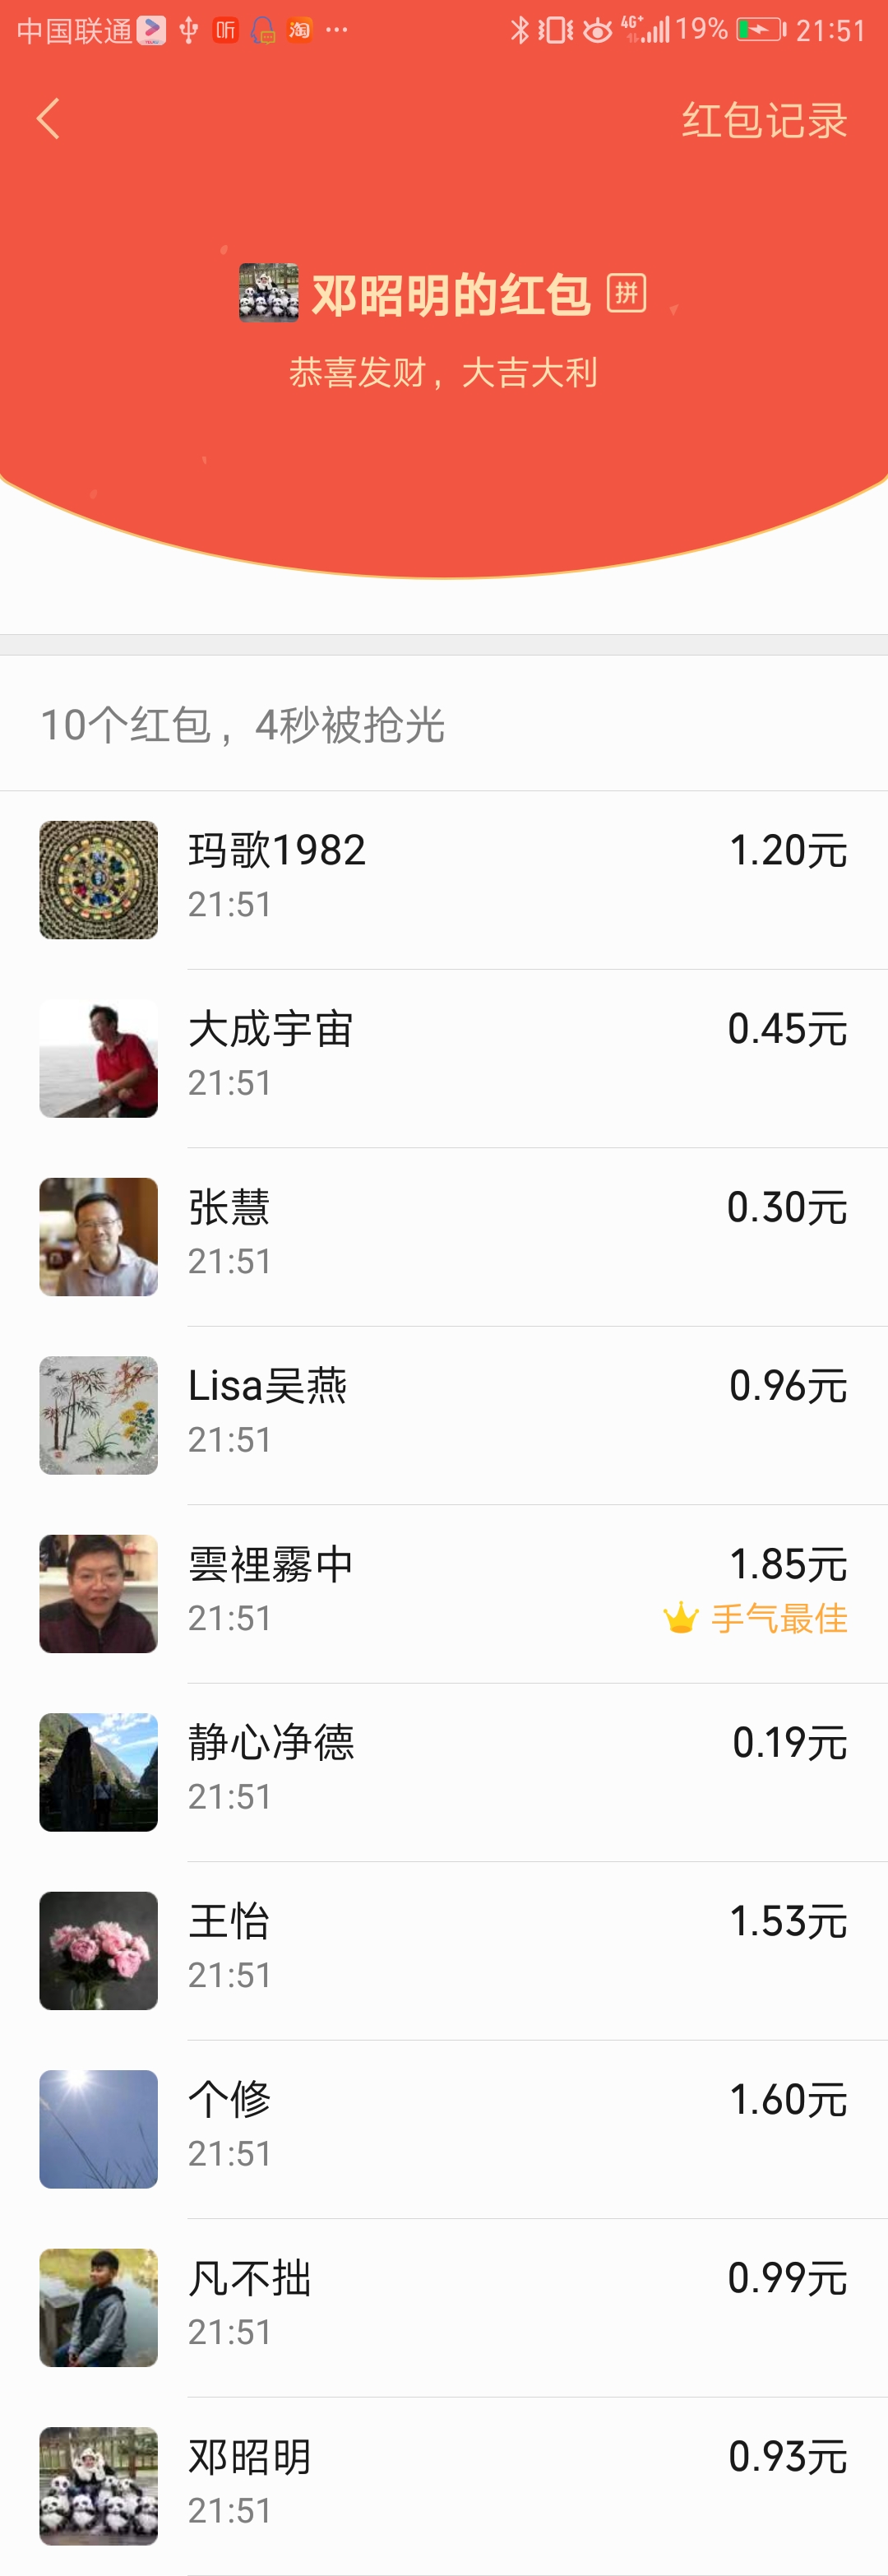 中国联通 听 淘 ... 4G+ 19% 21:51
红包记录
邓昭明的红包 拼
恭喜发财，大吉大利
10个红包，4秒被抢光
玛歌1982 1.20元
21:51
大成宇宙 0.45元
21:51
张慧 0.30元
21:51
Lisa吴燕 0.96元
21:51
雲裡霧中 1.85元
21:51 手气最佳
静心净德 0.19元
21:51
王怡 1.53元
21:51
个修 1.60元
21:51
凡不拙 0.99元
21:51
邓昭明 0.93元
21:51